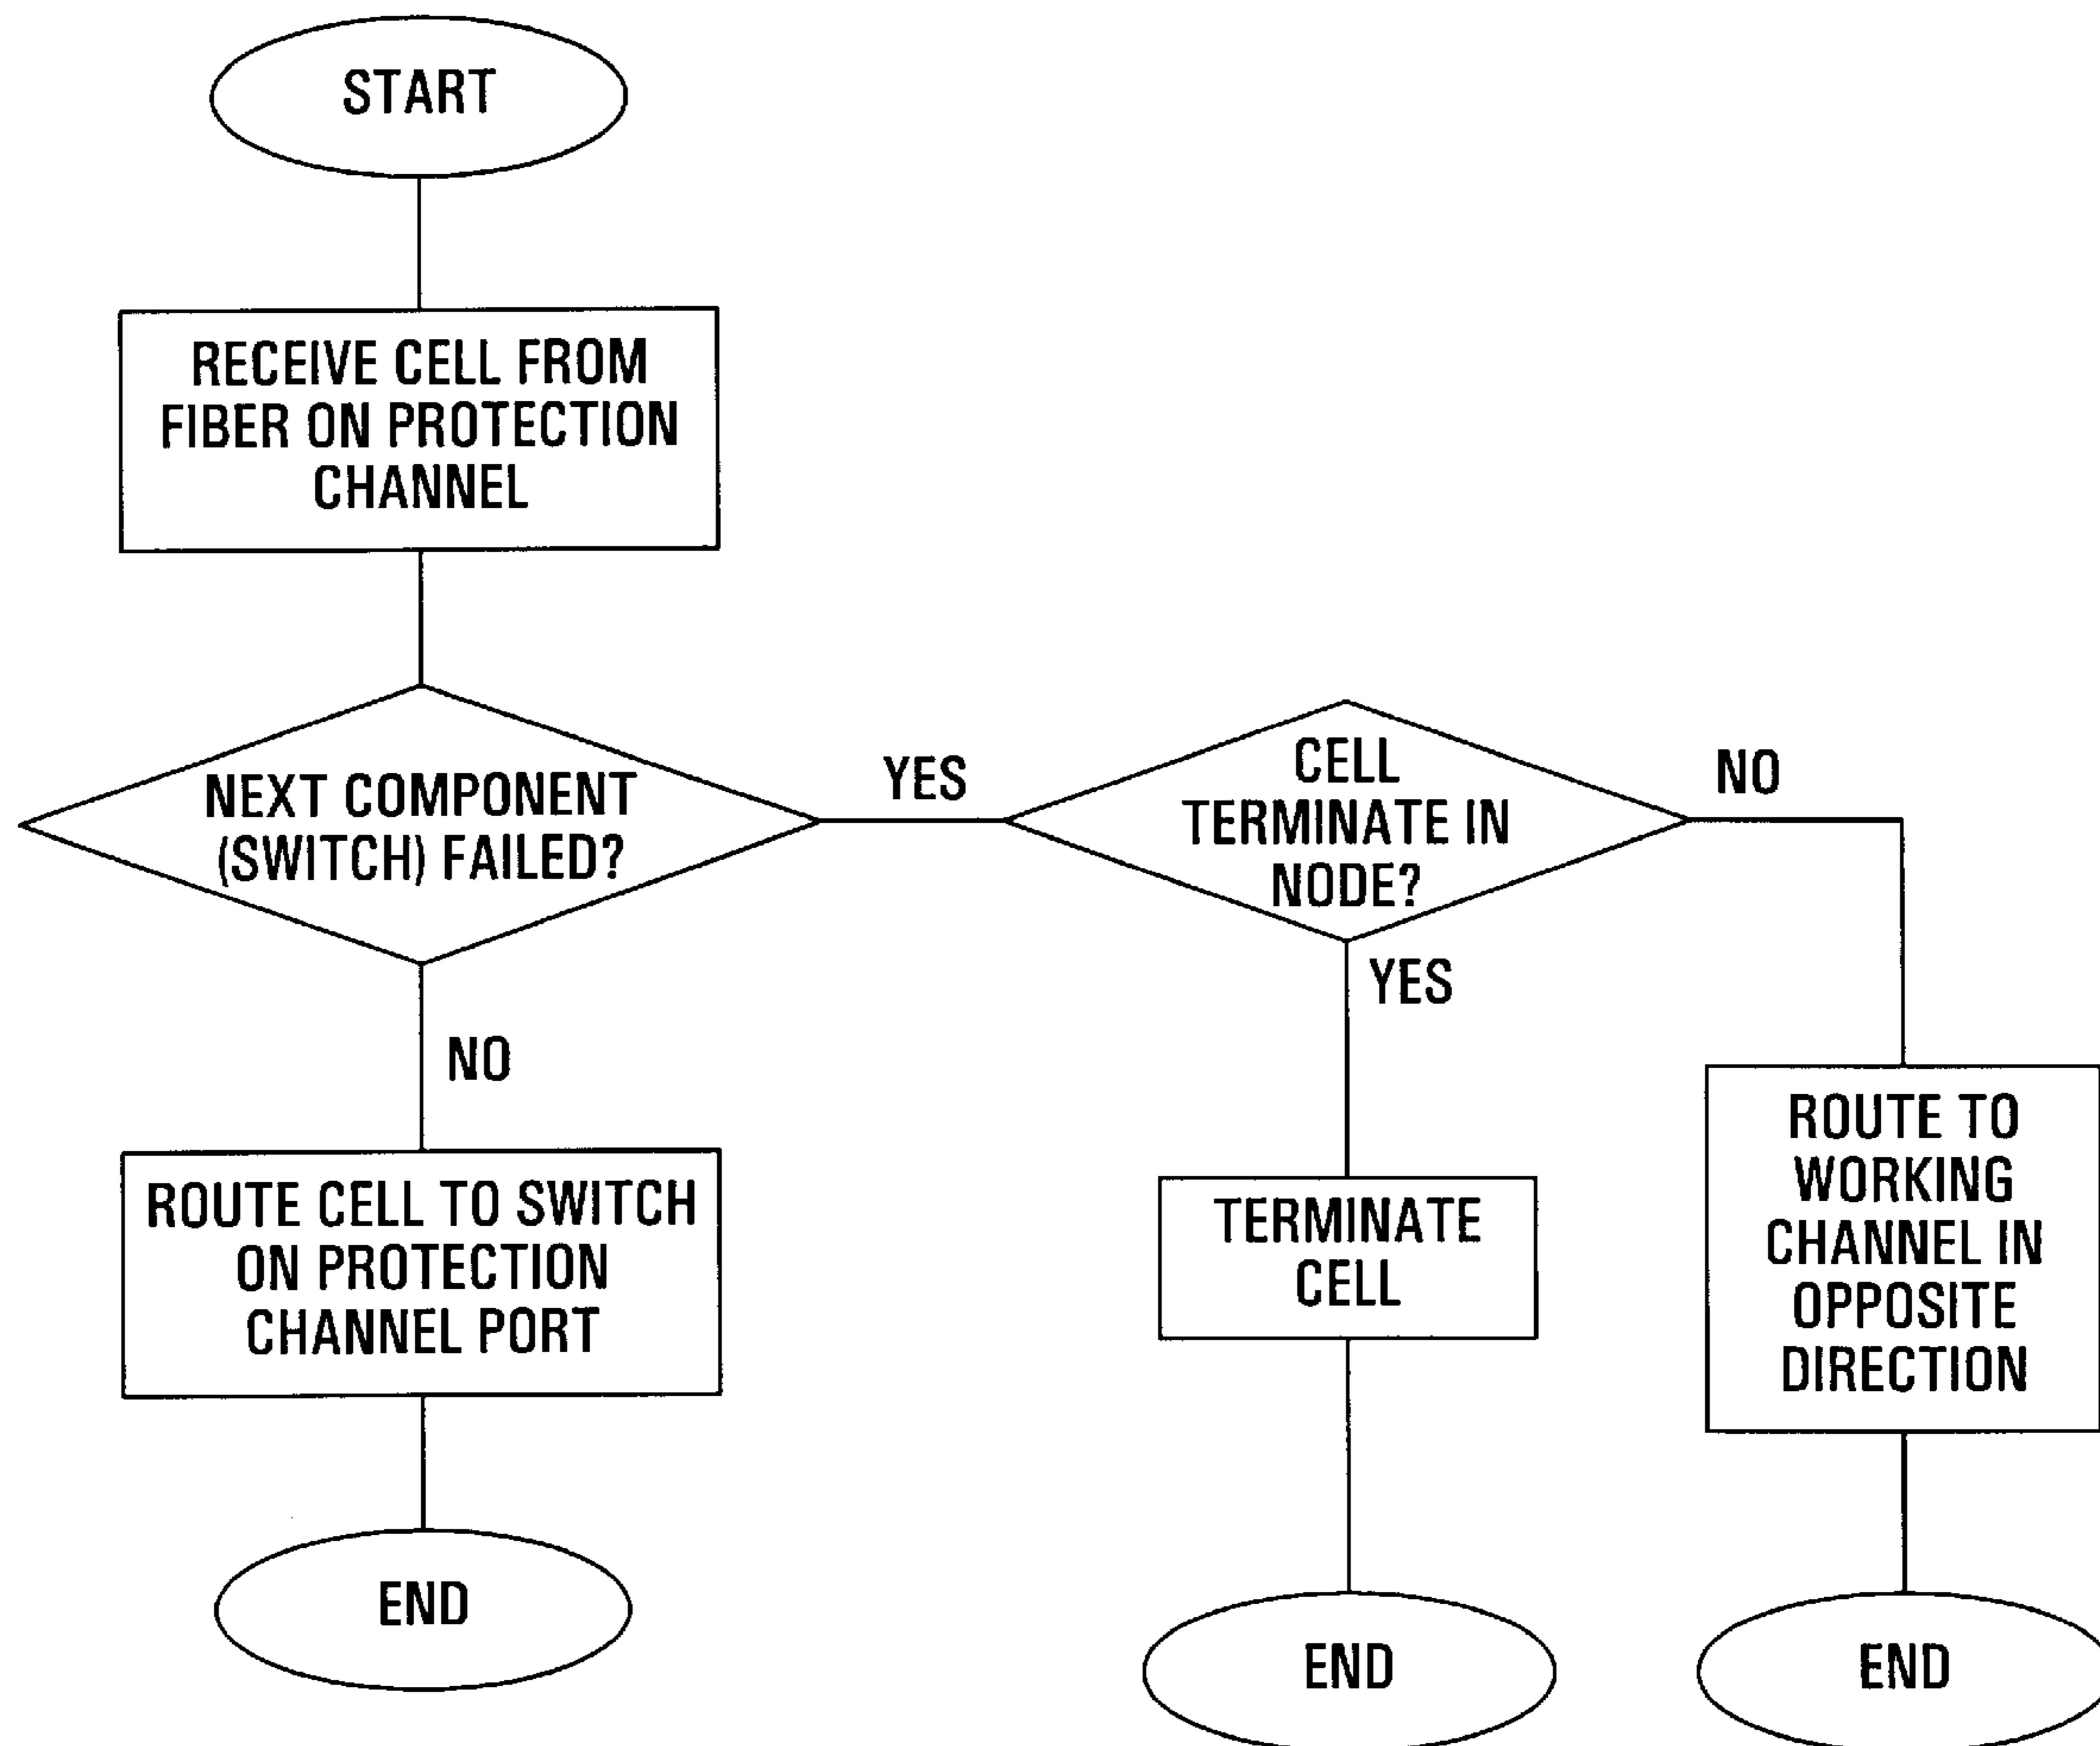 START
RECEIVE CELL FROM
FIBER ON PROTECTION
CHANNEL
NEXT COMPONENT
(SWITCH) FAILED?
YES
CELL
TERMINATE IN
NODE?
NO
YES
NO
ROUTE CELL TO SWITCH
ON PROTECTION
CHANNEL PORT
TERMINATE
CELL
ROUTE TO
WORKING
CHANNEL IN
OPPOSITE
DIRECTION
END
END
END